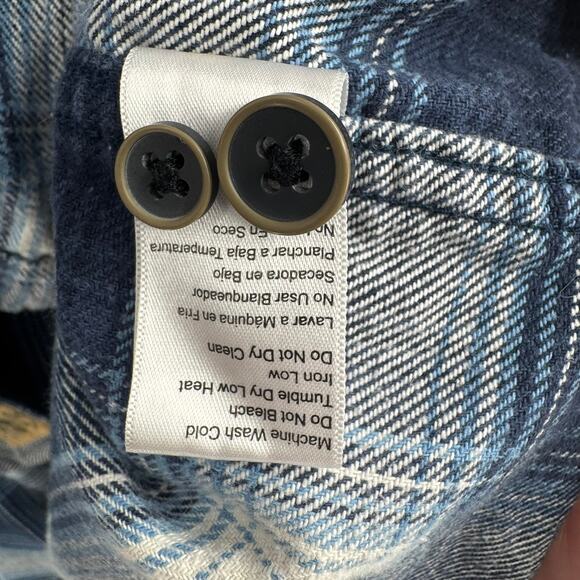 Machine Wash Cold
Do Not Bleach
Tumble Dry Low Heat
Iron Low
Do Not Dry Clean
Lavar a Máquina en Fria
No Usar Blanqueador
Secadora en Bajo
Planchar a Baja Temperatura
No En Seco